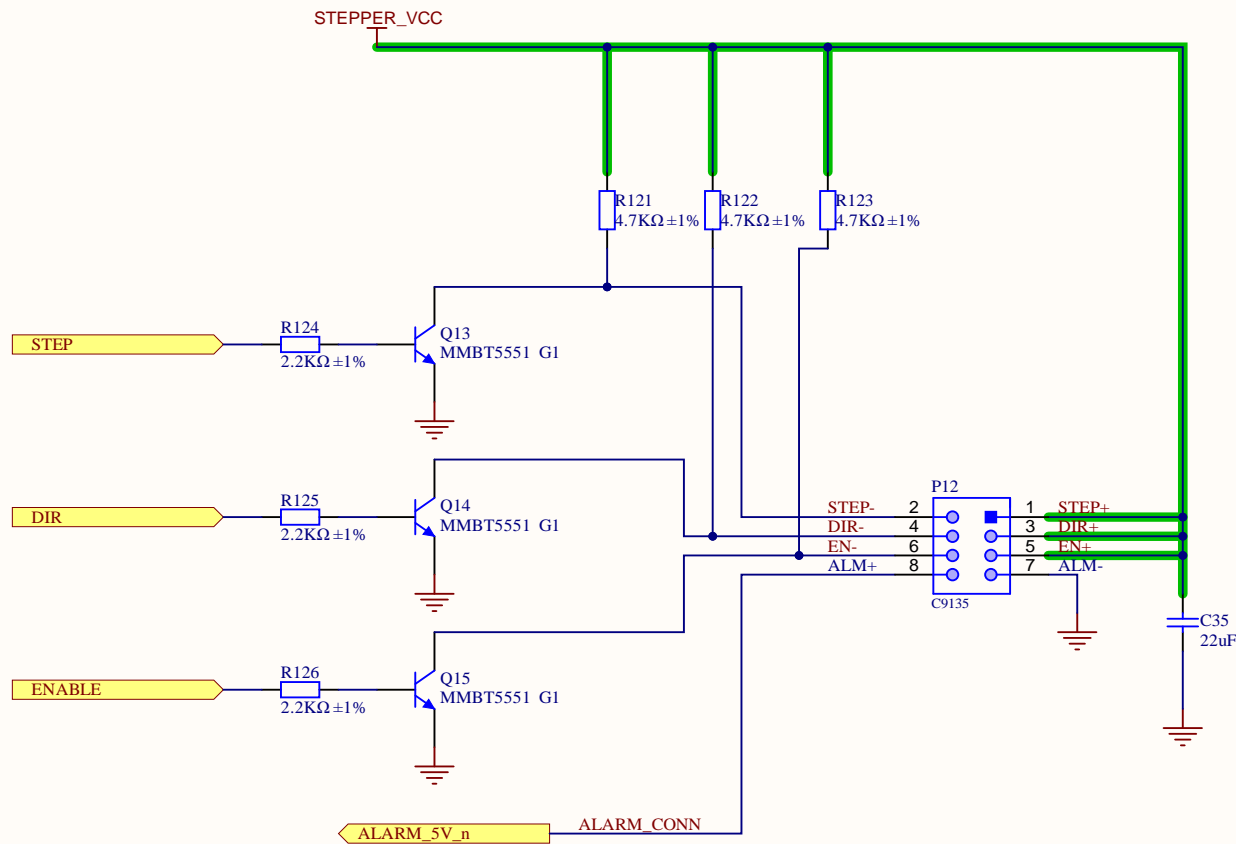 STEPPER_VCC
R121
4.7KΩ ±1%
R122
4.7KΩ ±1%
R123
4.7KΩ ±1%
STEP
R124
2.2KΩ ±1%
Q13
MMBT5551 G1
DIR
R125
2.2KΩ ±1%
Q14
MMBT5551 G1
P12
STEP- 2 1 STEP+
DIR- 4 3 DIR+
EN- 6 5 EN+
ALM+ 8 7 ALM-
C9135
C35
22uF
ENABLE
R126
2.2KΩ ±1%
Q15
MMBT5551 G1
ALARM_5V_n
ALARM_CONN